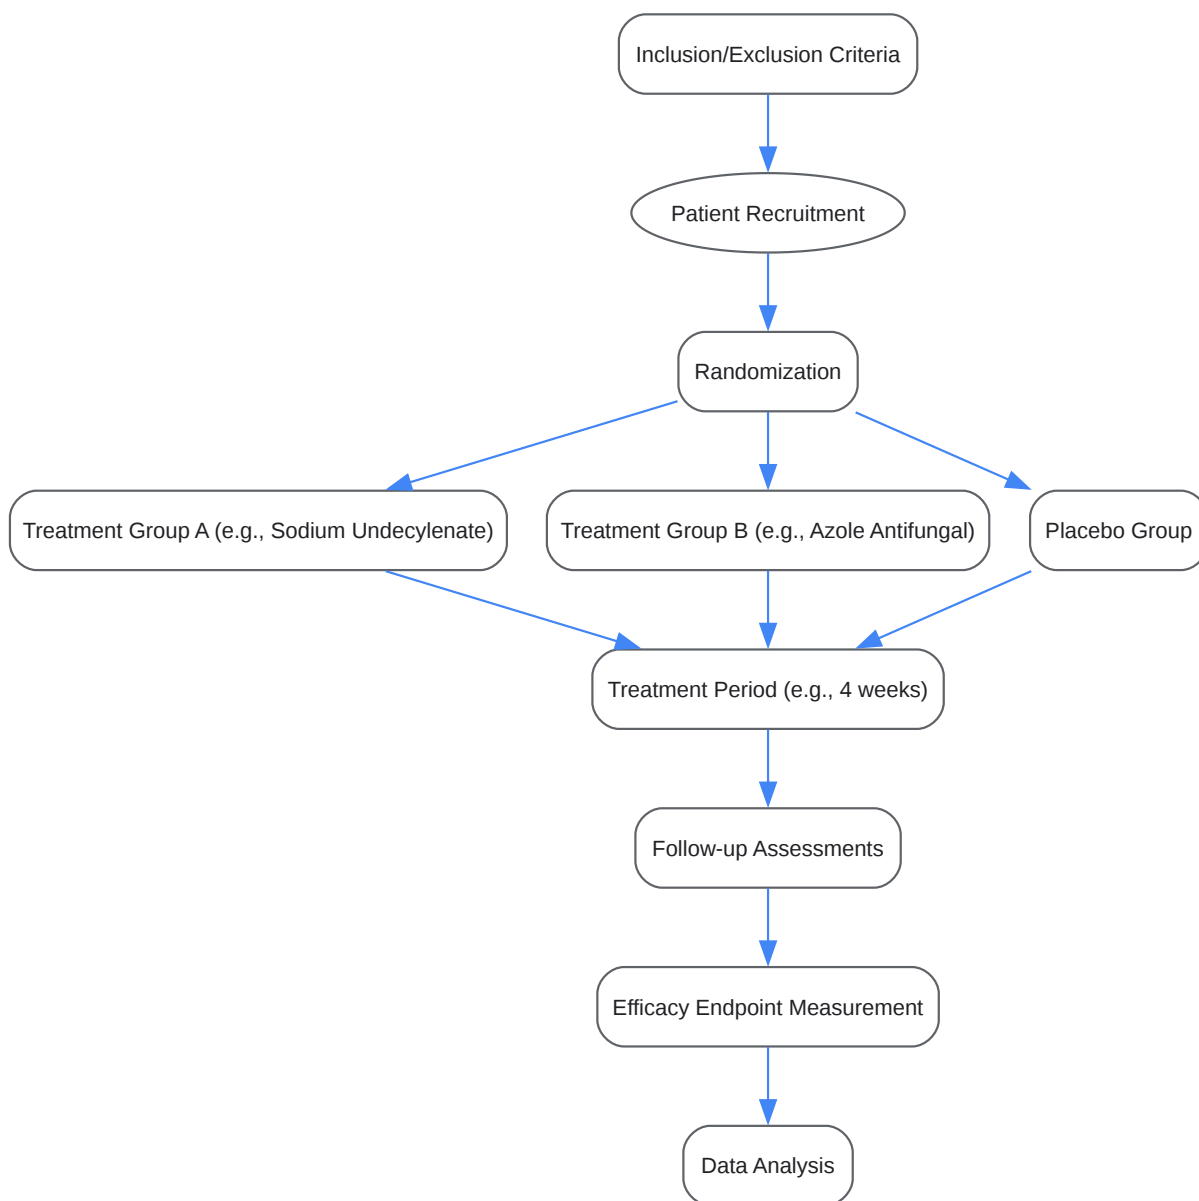 Inclusion/Exclusion Criteria
Patient Recruitment
Randomization
Treatment Group A (e.g., Sodium Undecylenate)
Treatment Group B (e.g., Azole Antifungal)
Placebo Group
Treatment Period (e.g., 4 weeks)
Follow-up Assessments
Efficacy Endpoint Measurement
Data Analysis